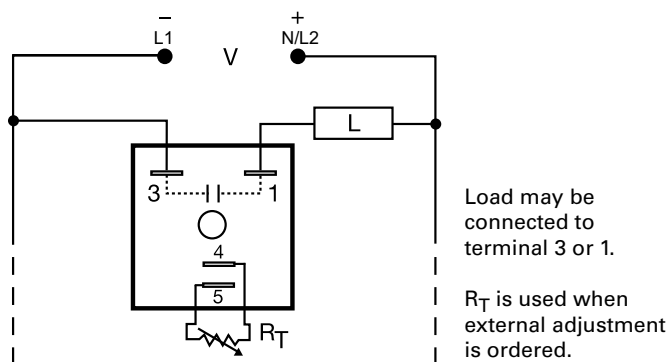 – +
L1 V N/L2
L
3 1
4
5
RT
Load may be
connected to
terminal 3 or 1.
RT is used when
external adjustment
is ordered.